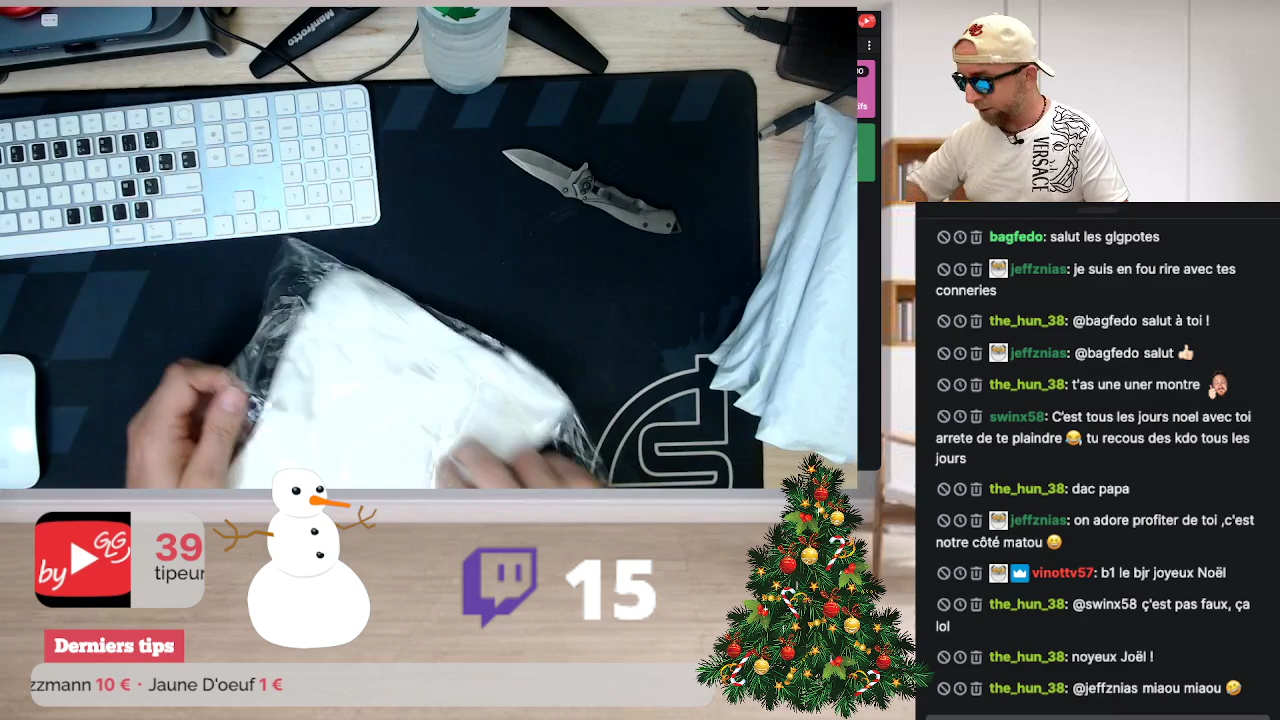 Manfrotto
VERSACE
bagfedo: salut les glgpotes
jeffznias: je suis en fou rire avec tes
conneries
the_hun_38: @bagfedo salut à toi !
jeffznias: @bagfedo salut 👍🏻
the_hun_38: t'as une uner montre
swinx58: C'est tous les jours noel avec toi
arrete de te plaindre 😂, tu recous des kdo tous les
jours
the_hun_38: dac papa
jeffznias: on adore profiter de toi ,c'est
notre côté matou 😀
vinottv57: b1 le bjr joyeux Noël
the_hun_38: @swinx58 ç'est pas faux, ça
lol
the_hun_38: noyeux Joël !
the_hun_38: @jeffznias miaou miaou 🤣
by GLG
39
tipeur
15
Derniers tips
zzmann 10 € · Jaune D'oeuf 1 €